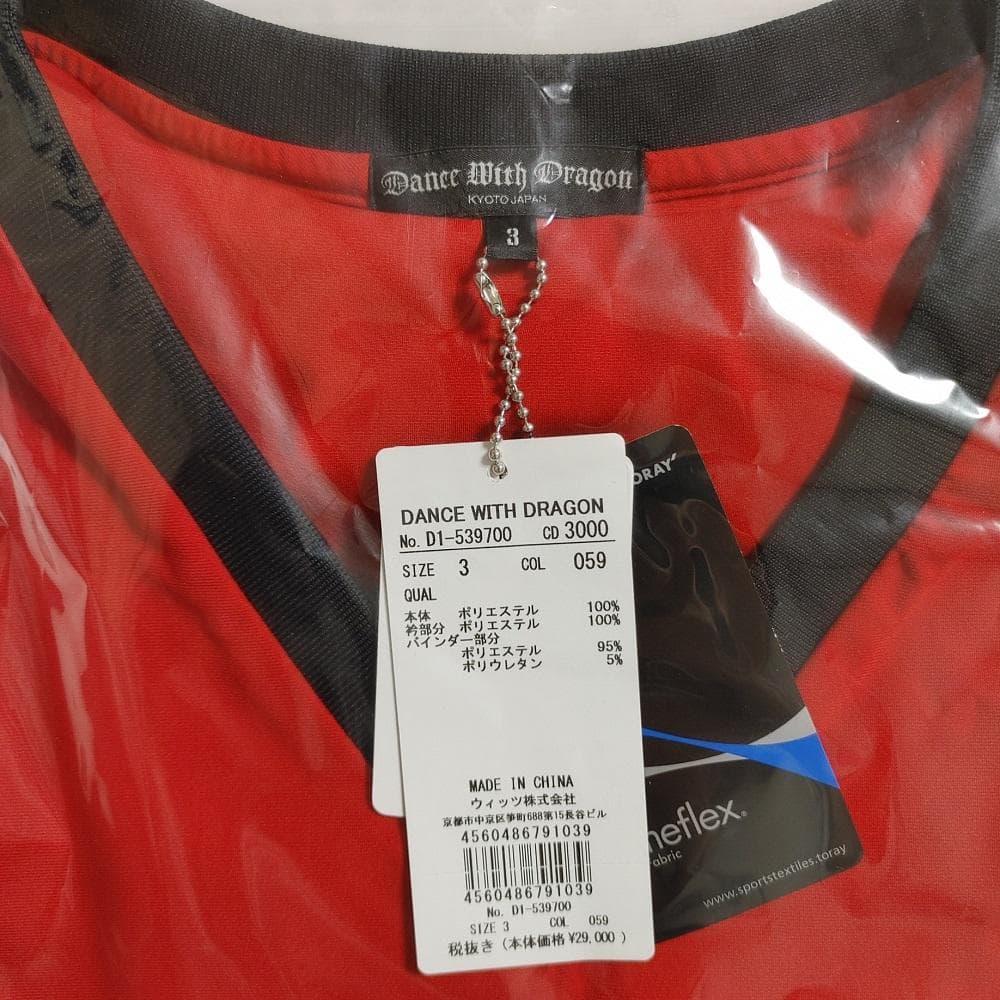 Dance With Dragon
KYOTO JAPAN
3
DANCE WITH DRAGON
No. D1-539700 CD 3000
SIZE 3 COL 059
QUAL
本体 ポリエステル 100%
衿部分 ポリエステル 100%
バインダー部分
ポリエステル 95%
ポリウレタン 5%
MADE IN CHINA
ウィッツ株式会社
京都市中京区笋町688第15長谷ビル
4560486791039
4560486791039
No. D1-539700
SIZE 3 COL 059
税抜き (本体価格 ¥29,000 )
ORAY'
neflex®
abric
www.sportstextiles.toray